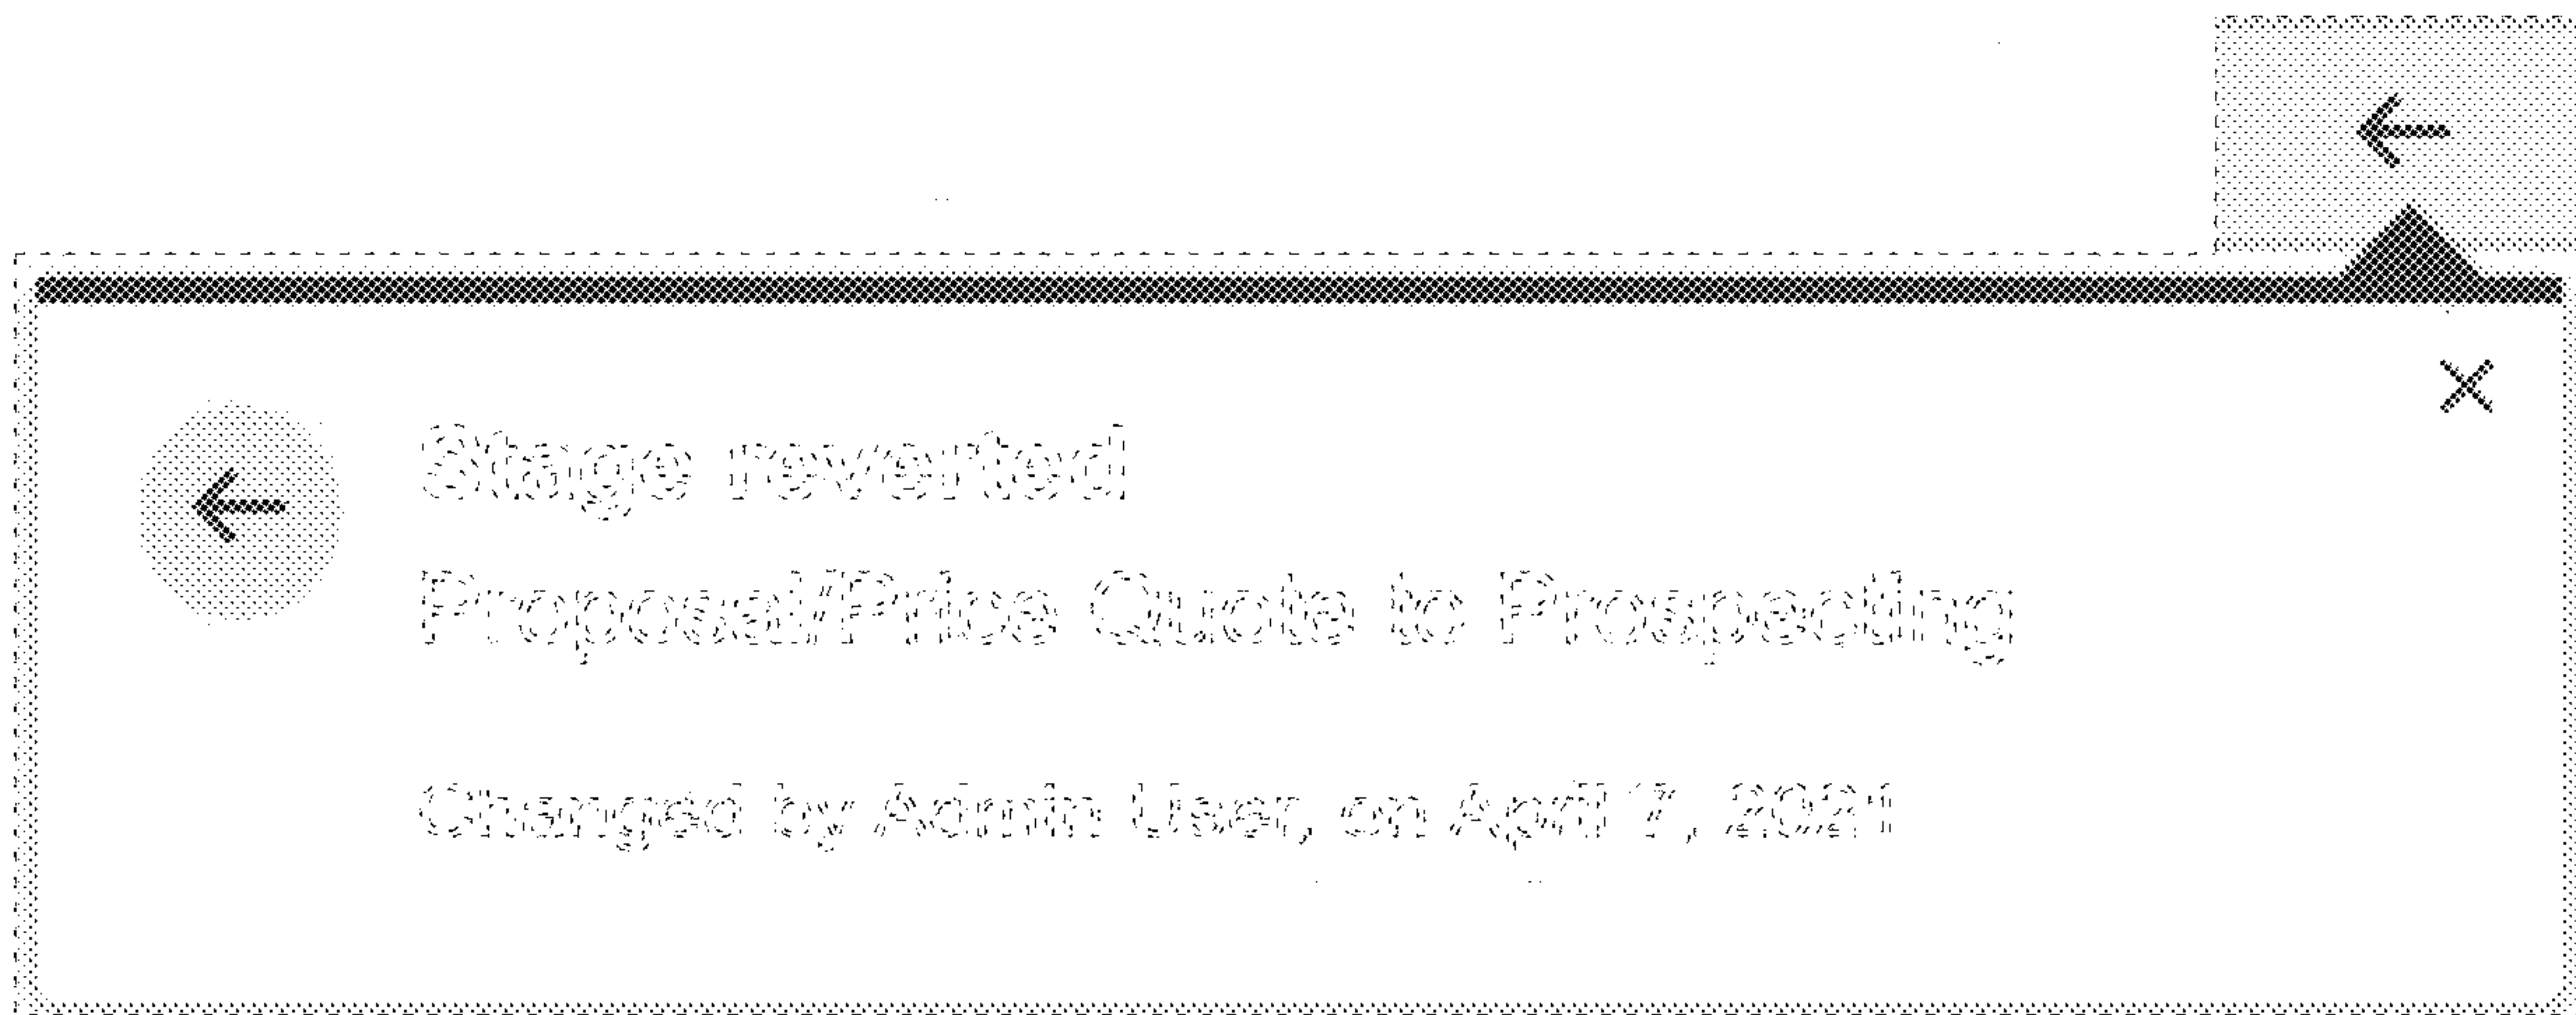 Stage reverted
Proposal/Price Quote to Prospecting
Changed by Admin User, on April 7, 2021